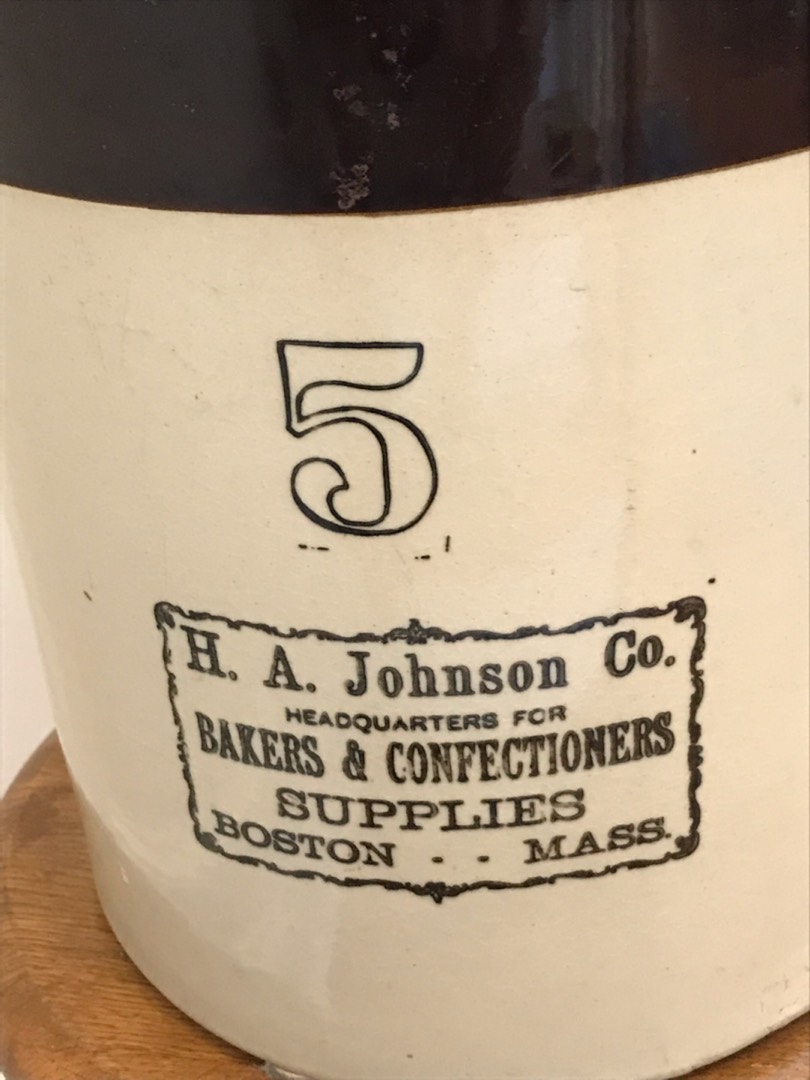 5
H. A. Johnson Co.
HEADQUARTERS FOR
BAKERS & CONFECTIONERS
SUPPLIES
BOSTON - - MASS.